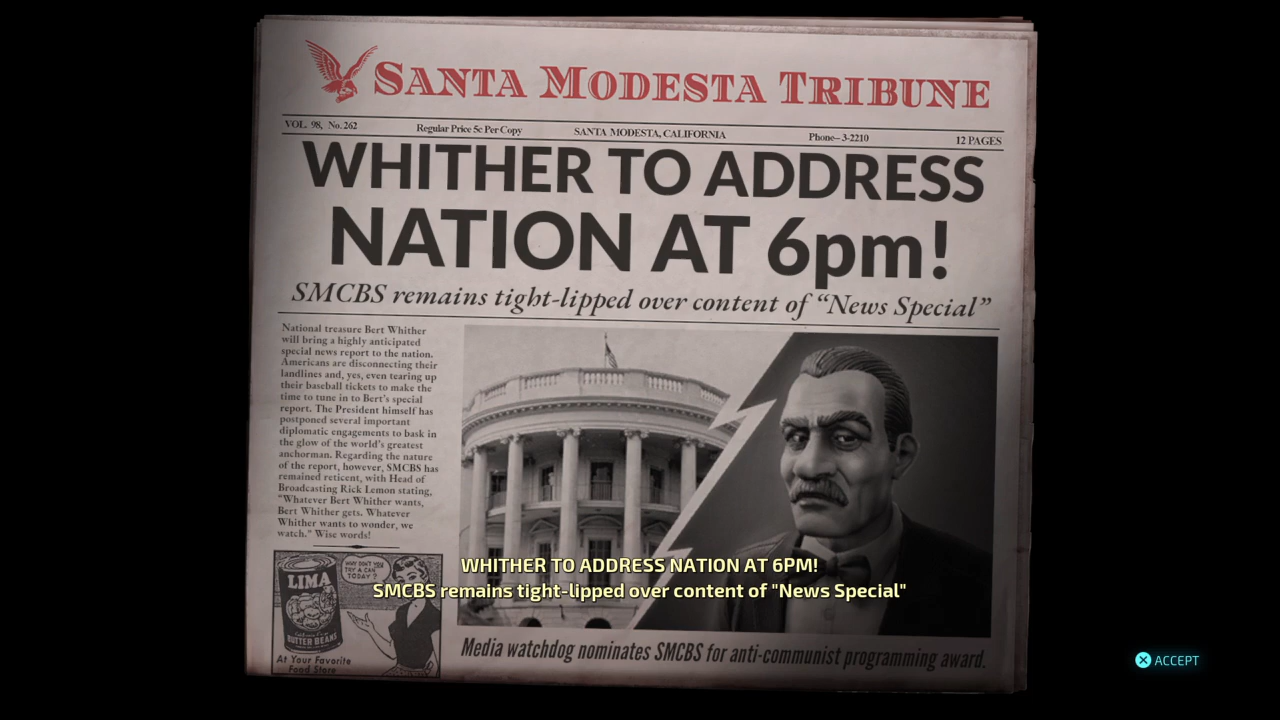 SANTA MODESTA TRIBUNE
VOL. 98, No. 262 Regular Price 5c Per Copy SANTA MODESTA, CALIFORNIA Phone–3-2210 12 PAGES
WHITHER TO ADDRESS
NATION AT 6pm!
SMCBS remains tight-lipped over content of “News Special”
National treasure Bert Whither
will bring a highly anticipated
special news report to the nation.
Americans are disconnecting their
landlines and, yes, even tearing up
their baseball tickets to make the
time to tune in to Bert's special
report. The President himself has
postponed several important
diplomatic engagements to bask in
the glow of the world's greatest
anchorman. Regarding the nature
of the report, however, SMCBS has
remained reticent, with Head of
Broadcasting Rick Lemon stating,
“Whatever Bert Whither wants,
Bert Whither gets. Whatever
Whither wants to wonder, we
watch.” Wise words!
WHY DON'T YOU
TRY A CAN
TODAY?
LIMA
BUTTER BEANS
At Your Favorite
Food Store
WHITHER TO ADDRESS NATION AT 6PM!
SMCBS remains tight-lipped over content of "News Special"
Media watchdog nominates SMCBS for anti-communist programming award.
ACCEPT